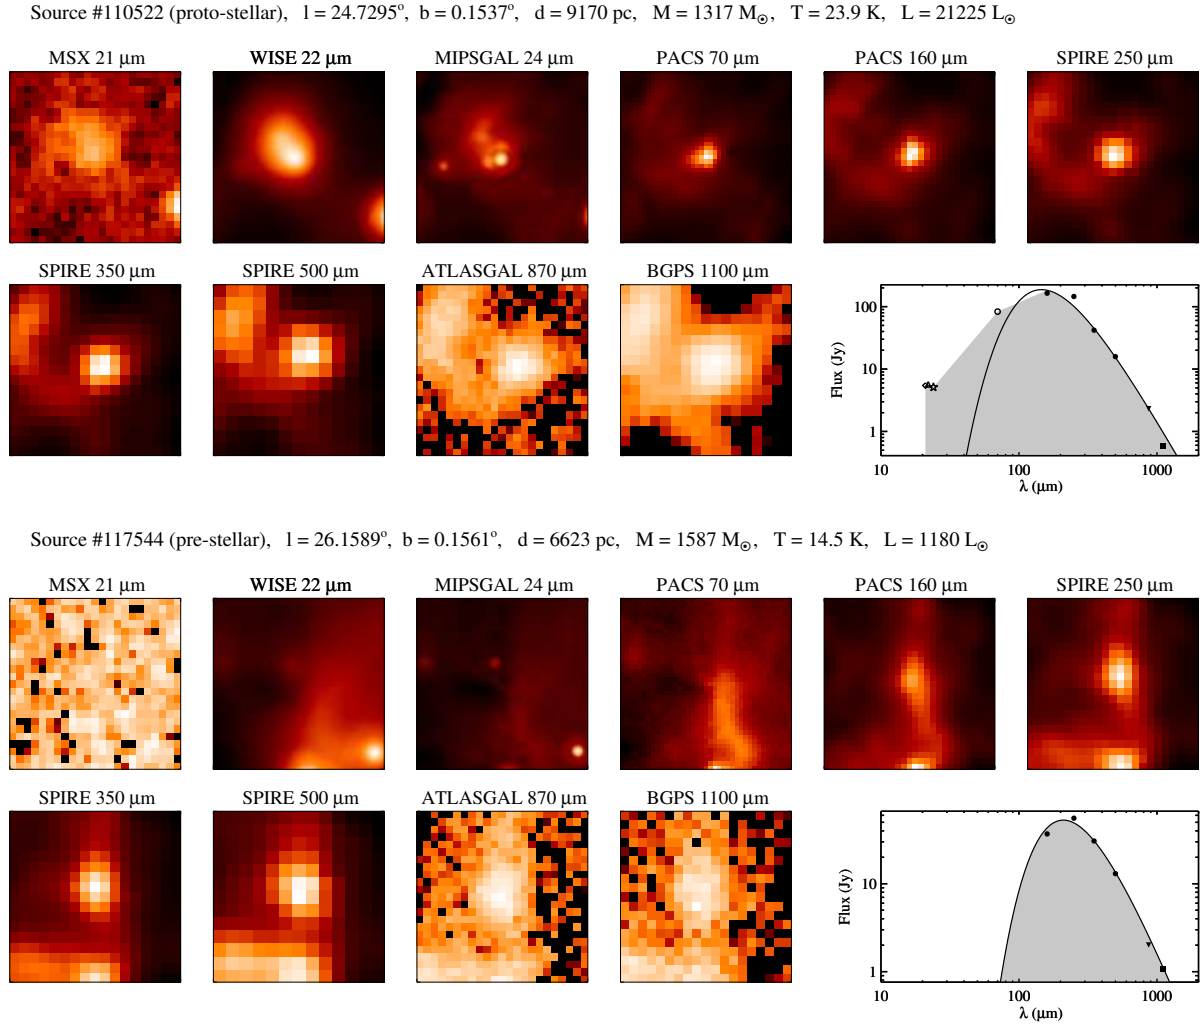 Source #110522 (proto-stellar), l = 24.7295°, b = 0.1537°, d = 9170 pc, M = 1317 M☉, T = 23.9 K, L = 21225 L☉
MSX 21 μm WISE 22 μm MIPSGAL 24 μm PACS 70 μm PACS 160 μm SPIRE 250 μm
SPIRE 350 μm SPIRE 500 μm ATLASGAL 870 μm BGPS 1100 μm
100
10
1
Flux (Jy)
10 100 1000
λ (μm)
Source #117544 (pre-stellar), l = 26.1589°, b = 0.1561°, d = 6623 pc, M = 1587 M☉, T = 14.5 K, L = 1180 L☉
MSX 21 μm WISE 22 μm MIPSGAL 24 μm PACS 70 μm PACS 160 μm SPIRE 250 μm
SPIRE 350 μm SPIRE 500 μm ATLASGAL 870 μm BGPS 1100 μm
10
1
Flux (Jy)
10 100 1000
λ (μm)